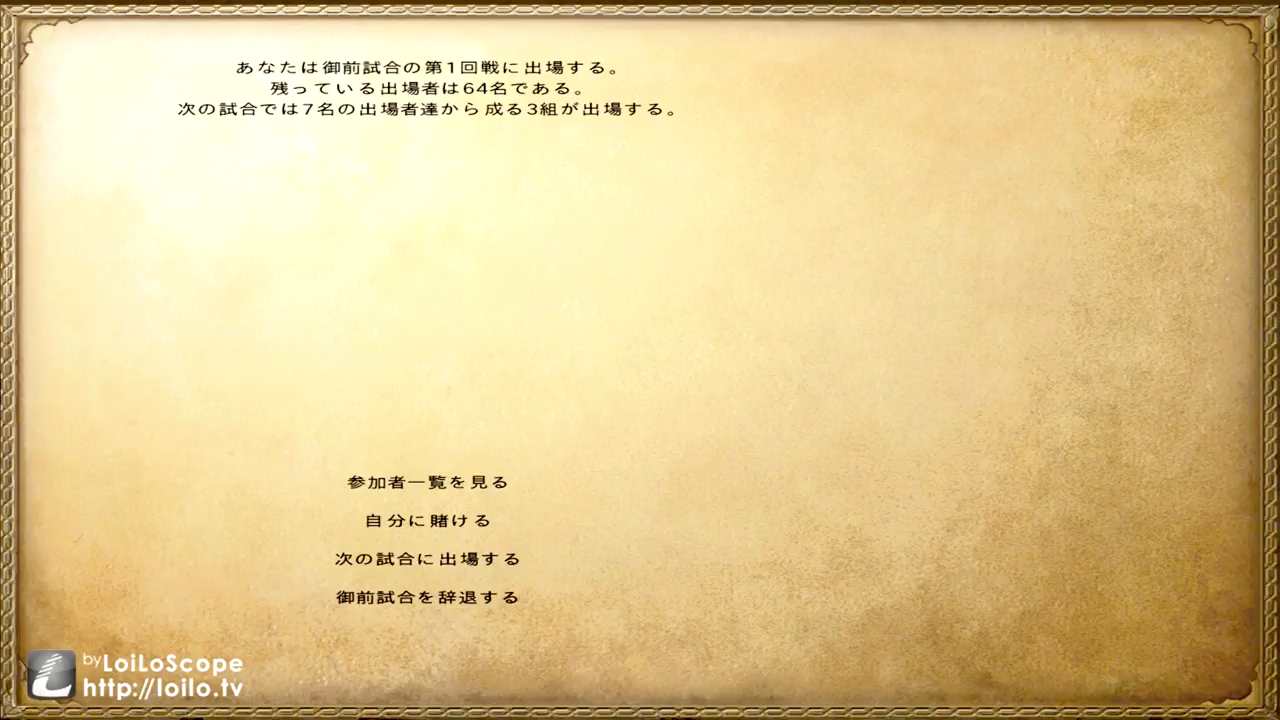 あなたは御前試合の第1回戦に出場する。
残っている出場者は64名である。
次の試合では7名の出場者達から成る3組が出場する。
参加者一覧を見る
自分に賭ける
次の試合に出場する
御前試合を辞退する
by LoiLoScope
http://loilo.tv